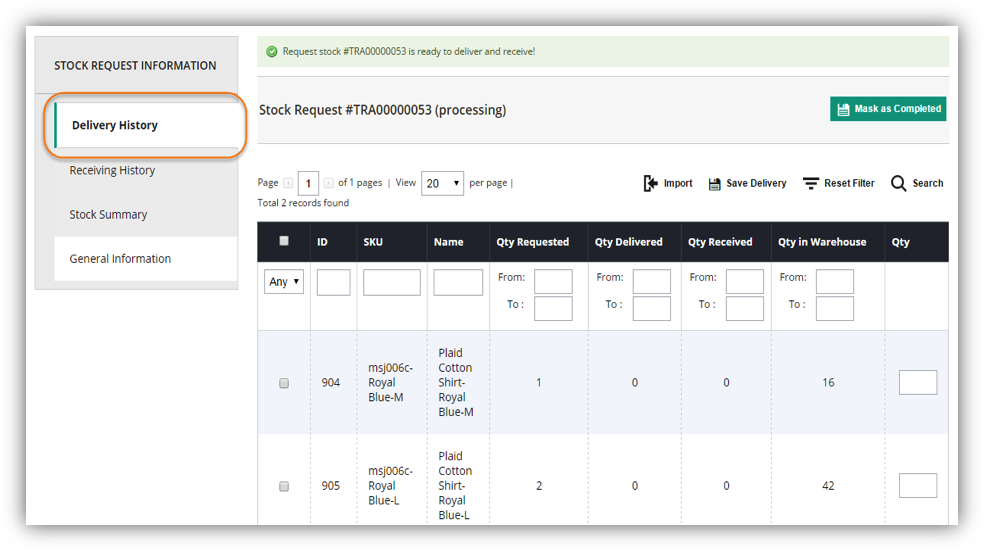 STOCK REQUEST INFORMATION
Delivery History
Receiving History
Stock Summary
General Information
Request stock #TRA00000053 is ready to deliver and receive!
Stock Request #TRA00000053 (processing)
Mask as Completed
Page 1 of 1 pages | View 20 per page |
Total 2 records found
Import Save Delivery Reset Filter Search
ID SKU Name Qty Requested Qty Delivered Qty Received Qty in Warehouse Qty
Any From: From: From: From:
To : To : To : To :
904 msj006c-Royal Blue-M Plaid Cotton Shirt-Royal Blue-M 1 0 0 16
905 msj006c-Royal Blue-L Plaid Cotton Shirt-Royal Blue-L 2 0 0 42